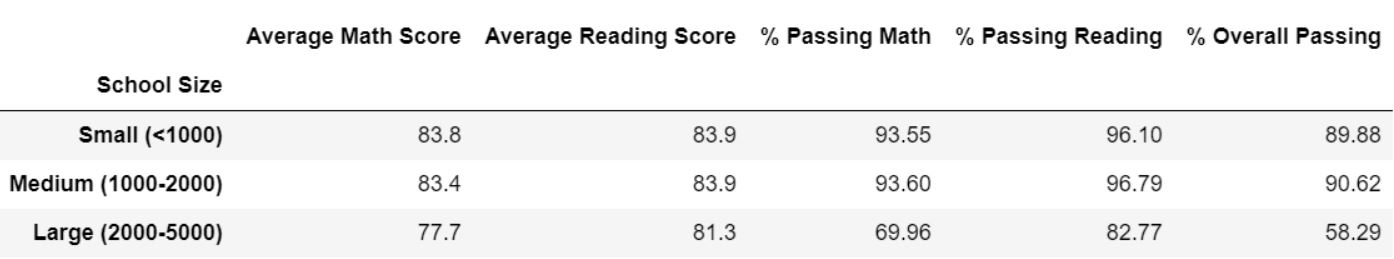 Average Math Score Average Reading Score % Passing Math % Passing Reading % Overall Passing
School Size
Small (<1000) 83.8 83.9 93.55 96.10 89.88
Medium (1000-2000) 83.4 83.9 93.60 96.79 90.62
Large (2000-5000) 77.7 81.3 69.96 82.77 58.29